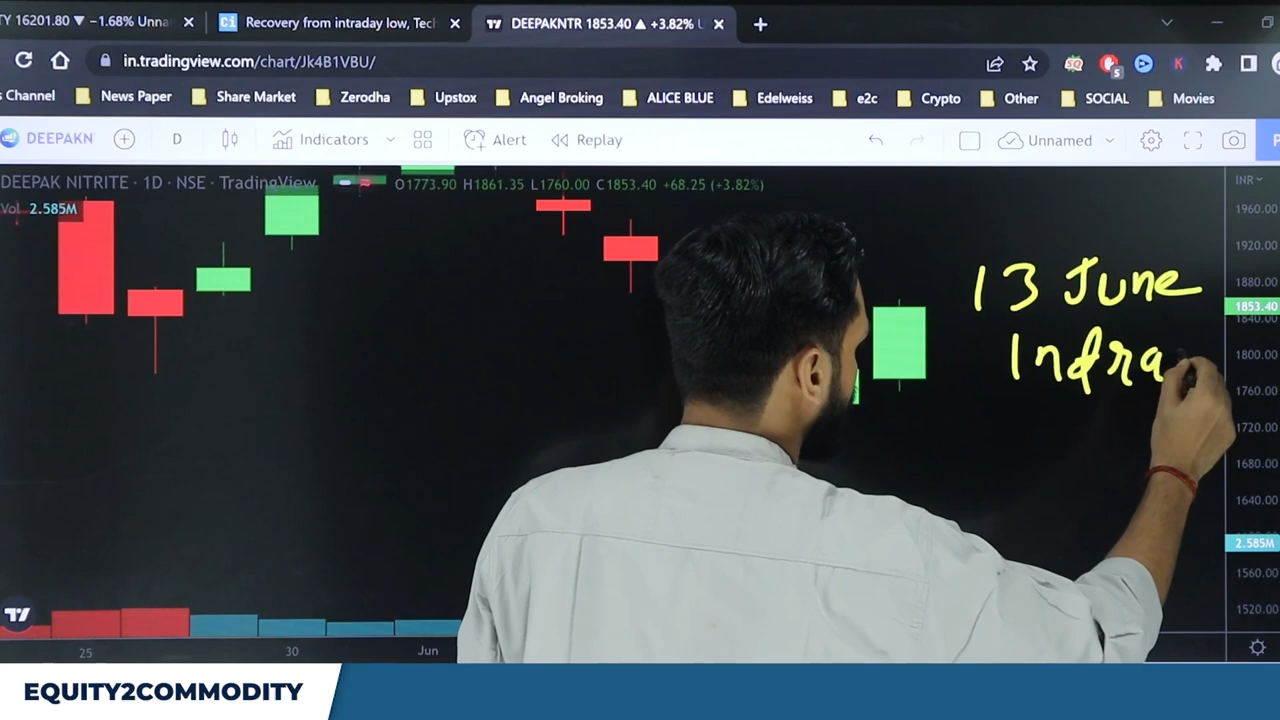 TY 16201.80 ▼ −1.68% Unna
Recovery from intraday low, Tech
DEEPAKNTR 1853.40 ▲ +3.82% U
in.tradingview.com/chart/Jk4B1VBU/
s Channel News Paper Share Market Zerodha Upstox Angel Broking ALICE BLUE Edelweiss e2c Crypto Other SOCIAL Movies
DEEPAKN D Indicators Alert Replay Unnamed P
DEEPAK NITRITE · 1D · NSE · TradingView O1773.90 H1861.35 L1760.00 C1853.40 +68.25 (+3.82%)
INR
Vol 2.585M
1960.00
1920.00
1880.00
1853.40
1840.00
1800.00
1760.00
1720.00
1680.00
1640.00
2.585M
1560.00
1520.00
13 June
Indra
25 30 Jun
EQUITY2COMMODITY